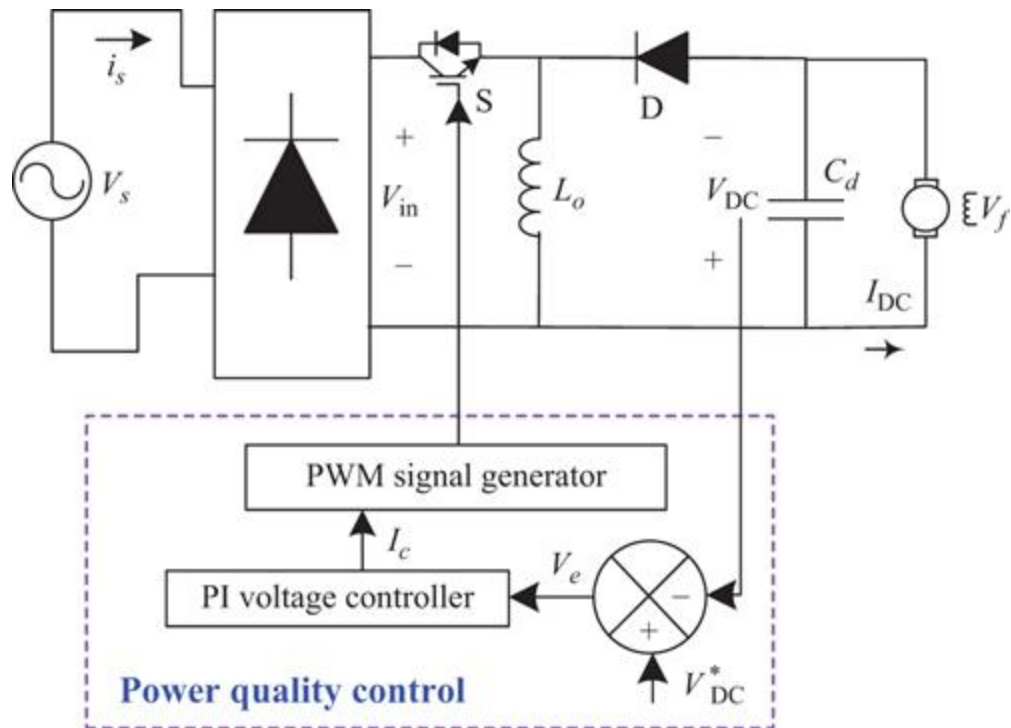 i_s
S
D
+
−
V_s
V_in
L_o
V_DC
C_d
V_f
−
+
I_DC
PWM signal generator
I_c
V_e
PI voltage controller
−
+
Power quality control
V*_DC